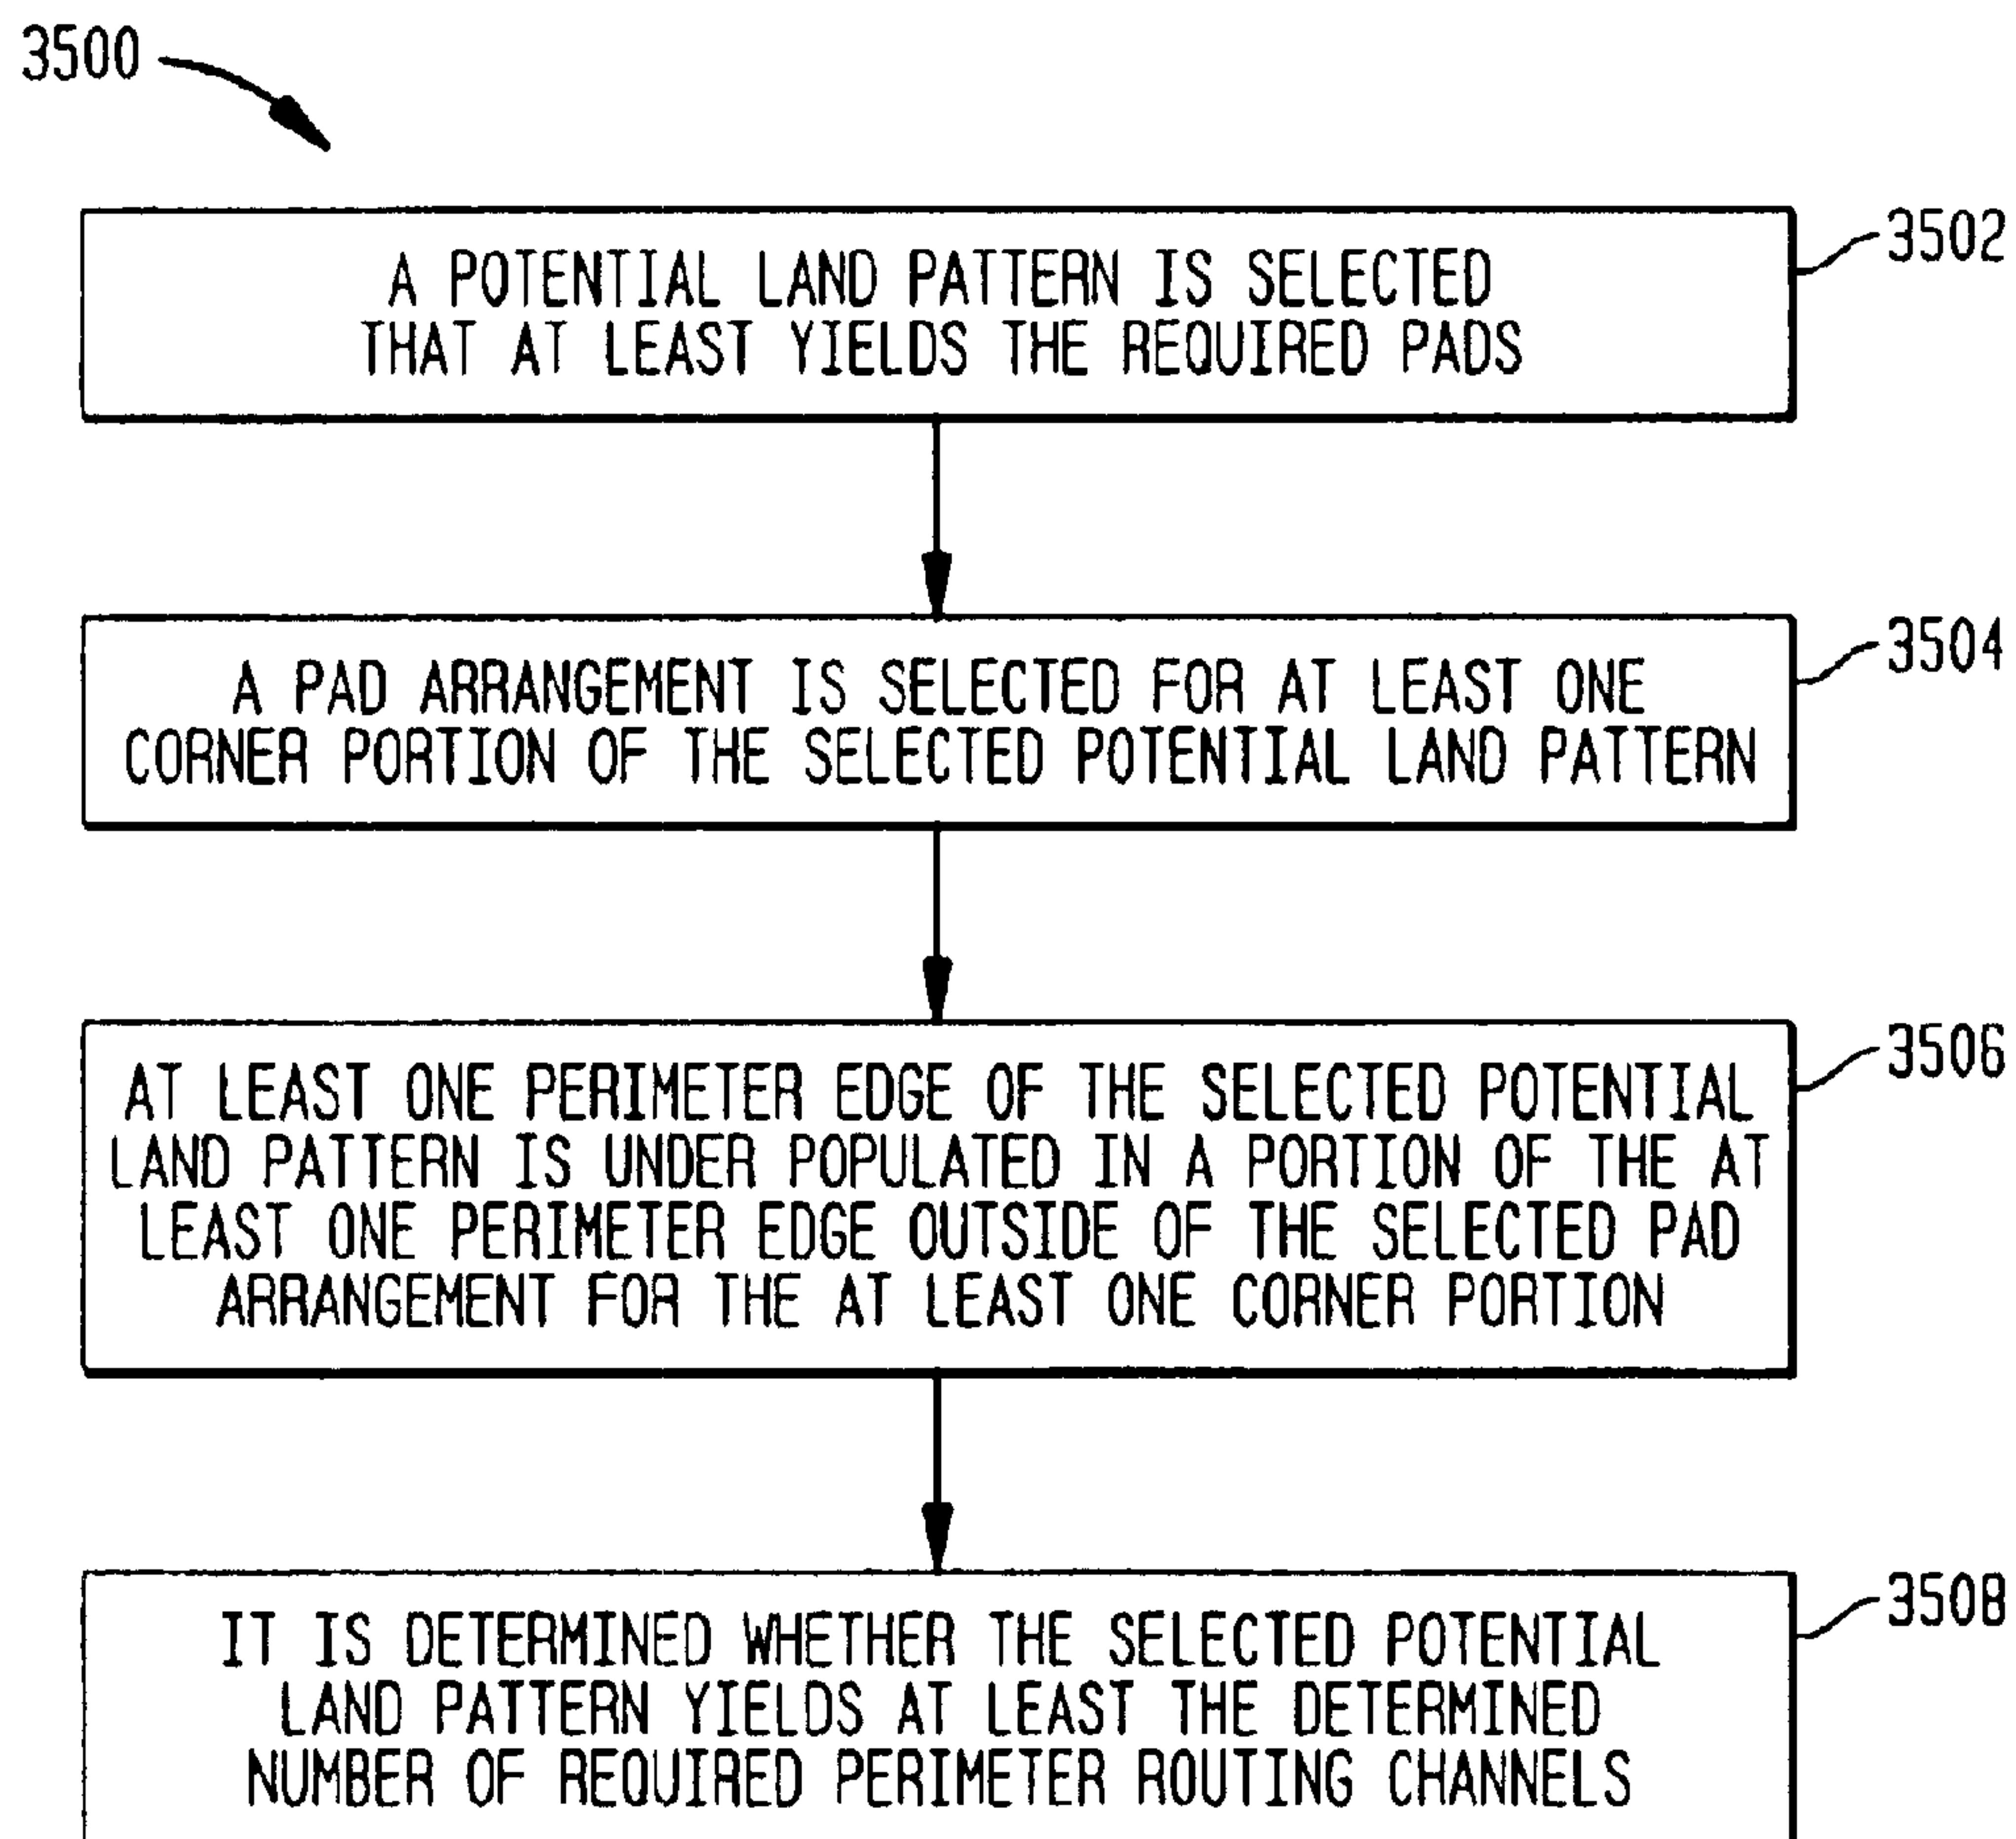 3500
3502
A POTENTIAL LAND PATTERN IS SELECTED
THAT AT LEAST YIELDS THE REQUIRED PADS
3504
A PAD ARRANGEMENT IS SELECTED FOR AT LEAST ONE
CORNER PORTION OF THE SELECTED POTENTIAL LAND PATTERN
3506
AT LEAST ONE PERIMETER EDGE OF THE SELECTED POTENTIAL
LAND PATTERN IS UNDER POPULATED IN A PORTION OF THE AT
LEAST ONE PERIMETER EDGE OUTSIDE OF THE SELECTED PAD
ARRANGEMENT FOR THE AT LEAST ONE CORNER PORTION
3508
IT IS DETERMINED WHETHER THE SELECTED POTENTIAL
LAND PATTERN YIELDS AT LEAST THE DETERMINED
NUMBER OF REQUIRED PERIMETER ROUTING CHANNELS